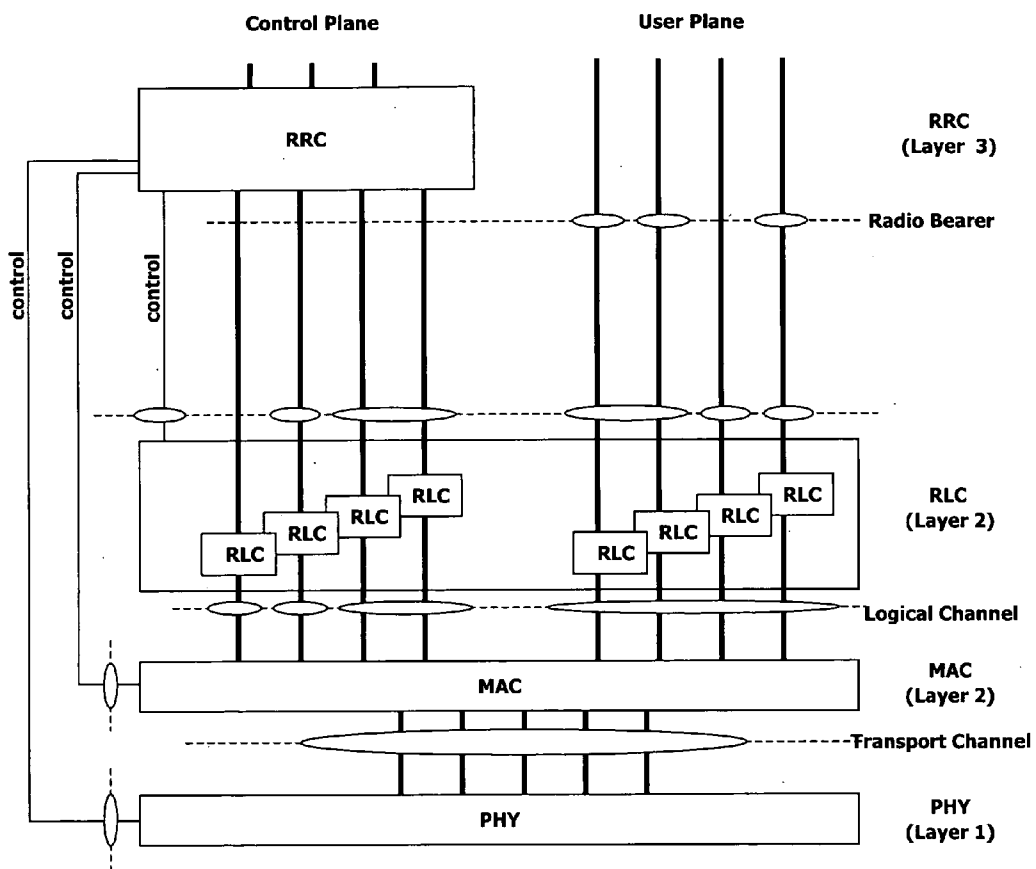 Control Plane
User Plane
RRC
RRC
(Layer 3)
Radio Bearer
control
control
control
RLC
RLC
RLC
RLC
RLC
RLC
RLC
RLC
RLC
(Layer 2)
Logical Channel
MAC
MAC
(Layer 2)
Transport Channel
PHY
PHY
(Layer 1)